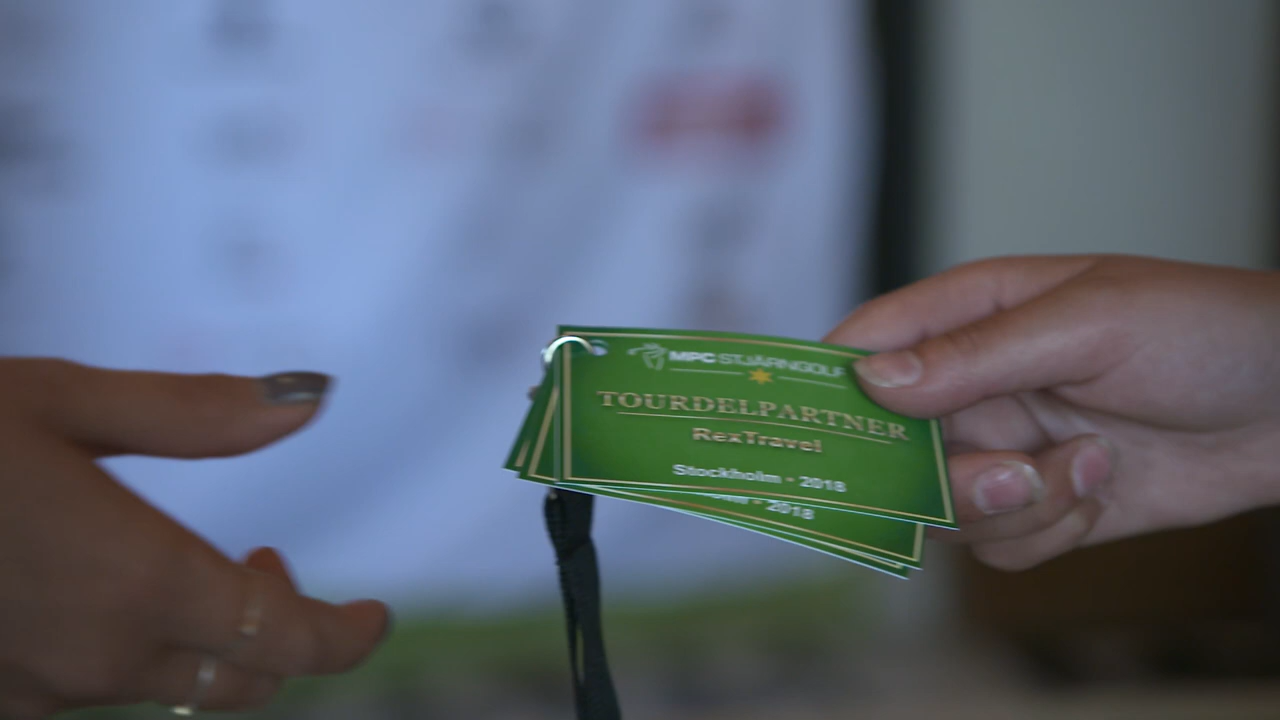 MPC STJÄRNGOLF
TOURDELPARTNER
RexTravel
Stockholm - 2018
- 2018